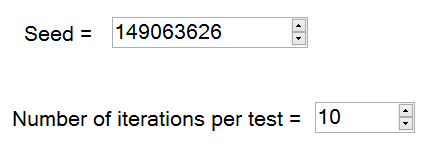 Seed = 149063626
Number of iterations per test = 10